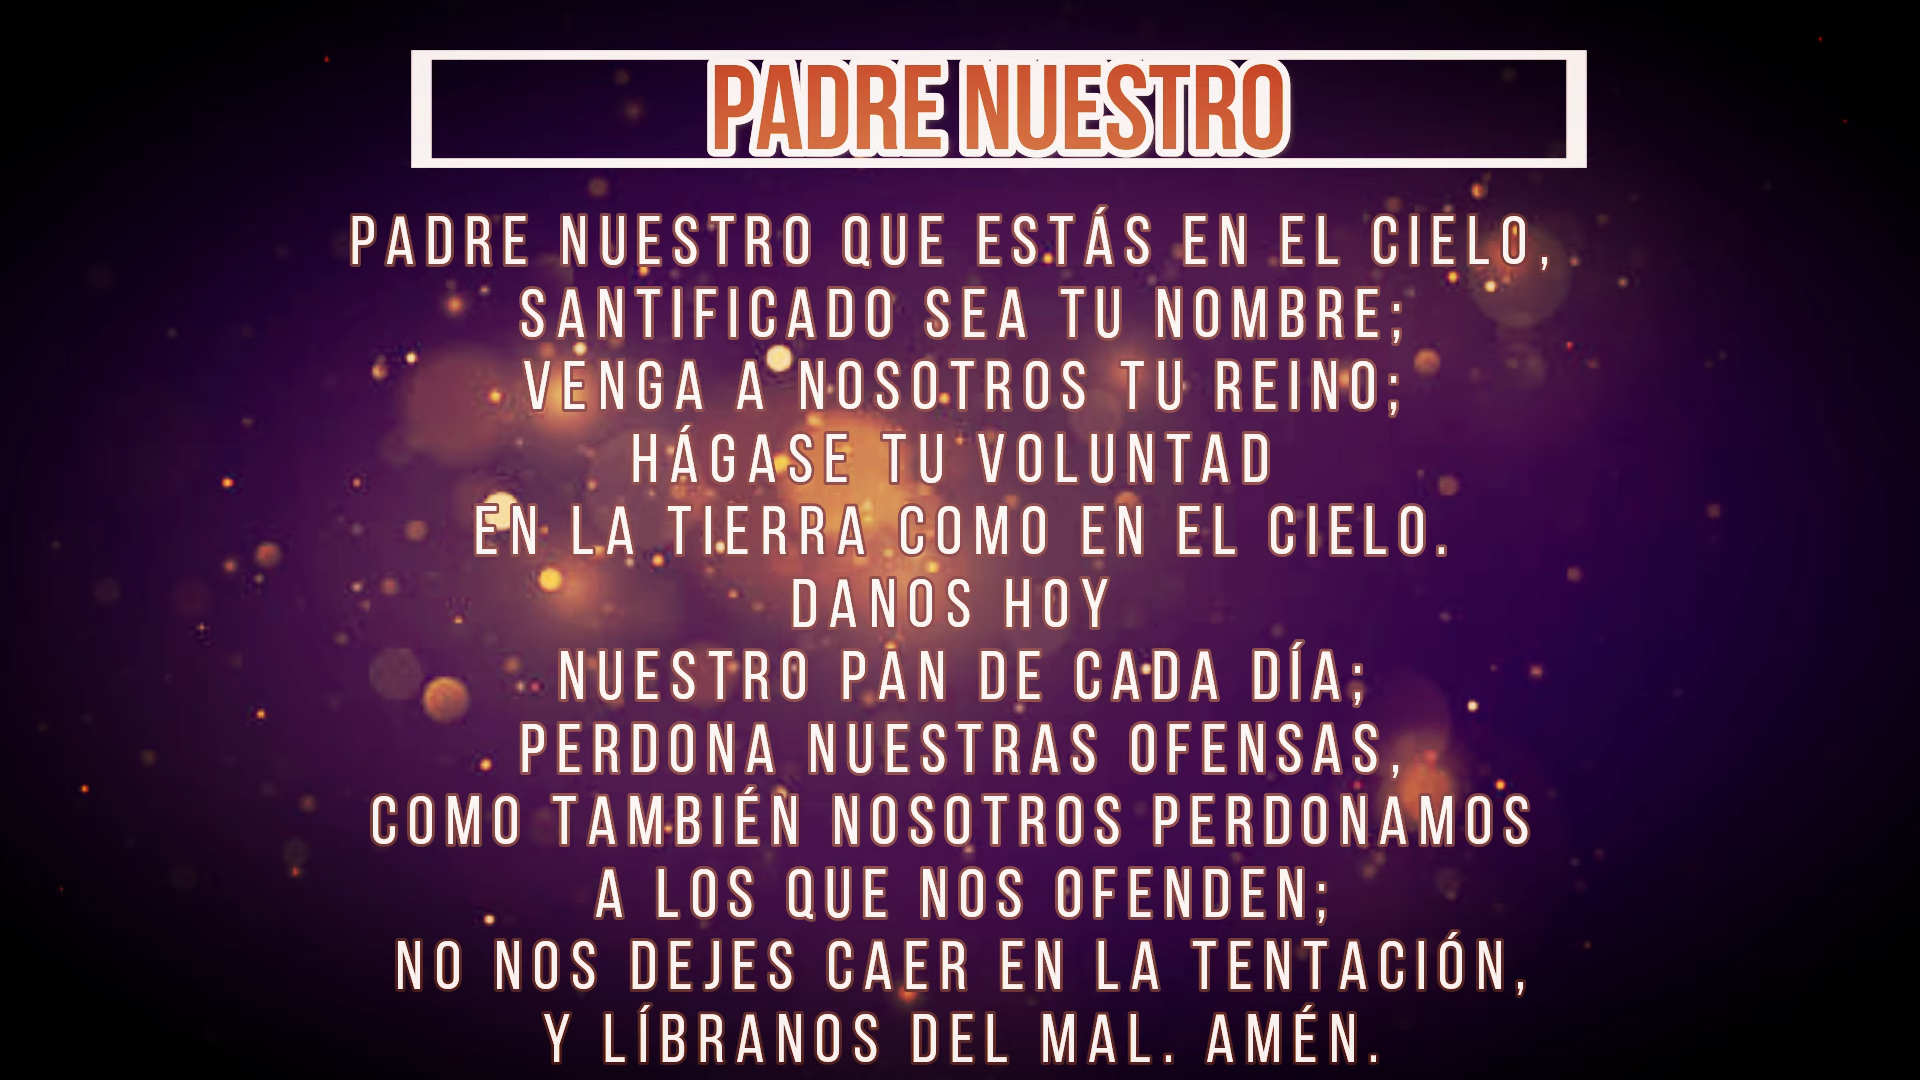 PADRE NUESTRO
PADRE NUESTRO QUE ESTÁS EN EL CIELO,
SANTIFICADO SEA TU NOMBRE;
VENGA A NOSOTROS TU REINO;
HÁGASE TU VOLUNTAD
EN LA TIERRA COMO EN EL CIELO.
DANOS HOY
NUESTRO PAN DE CADA DÍA;
PERDONA NUESTRAS OFENSAS,
COMO TAMBIÉN NOSOTROS PERDONAMOS
A LOS QUE NOS OFENDEN;
NO NOS DEJES CAER EN LA TENTACIÓN,
Y LÍBRANOS DEL MAL. AMÉN.